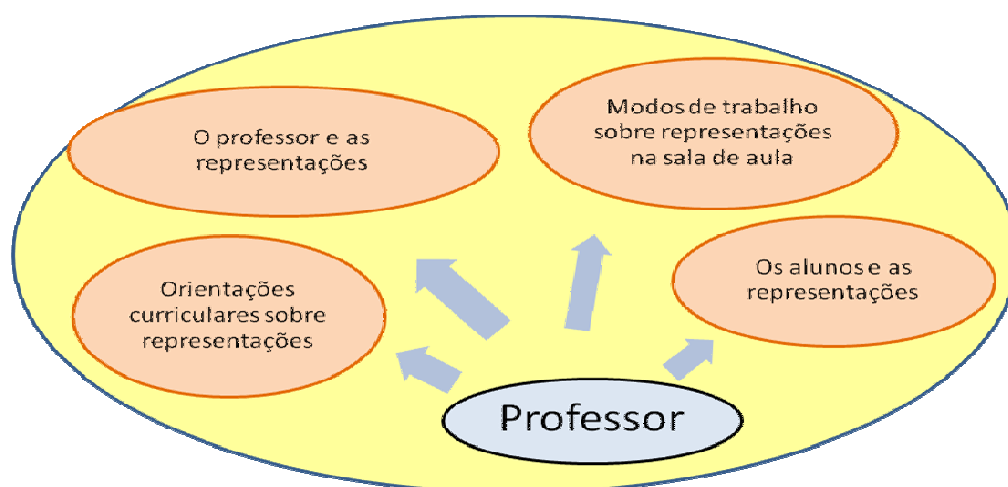 O professor e as
representações
Modos de trabalho
sobre representações
na sala de aula
Orientações
curriculares sobre
representações
Os alunos e as
representações
Professor